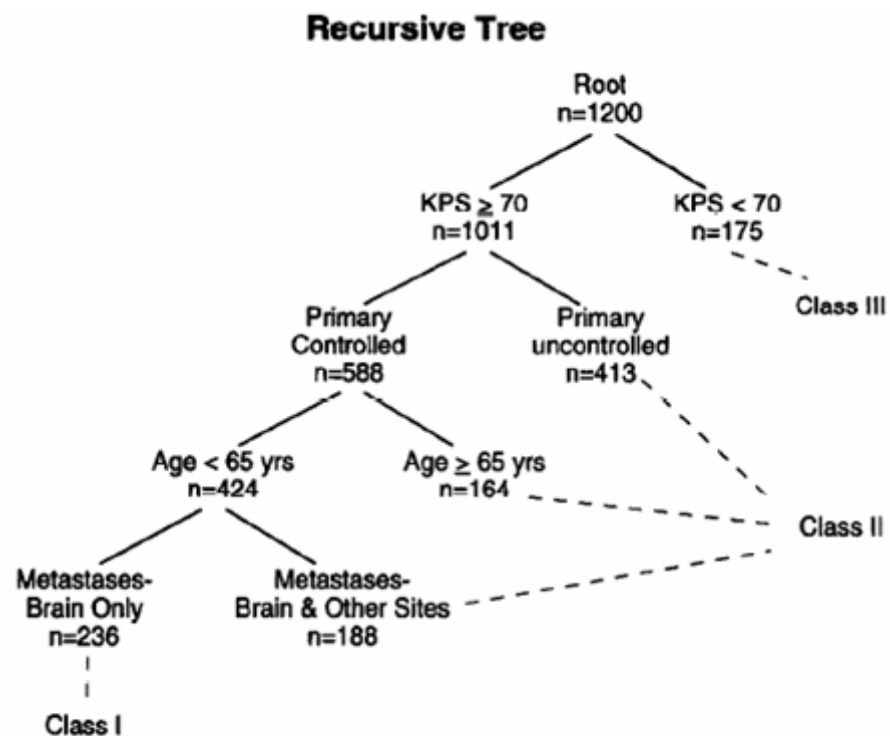 Recursive Tree
Root
n=1200
KPS ≥ 70
n=1011
KPS < 70
n=175
Class III
Primary
Controlled
n=588
Primary
uncontrolled
n=413
Age < 65 yrs
n=424
Age ≥ 65 yrs
n=164
Class II
Metastases-
Brain Only
n=236
Metastases-
Brain & Other Sites
n=188
Class I